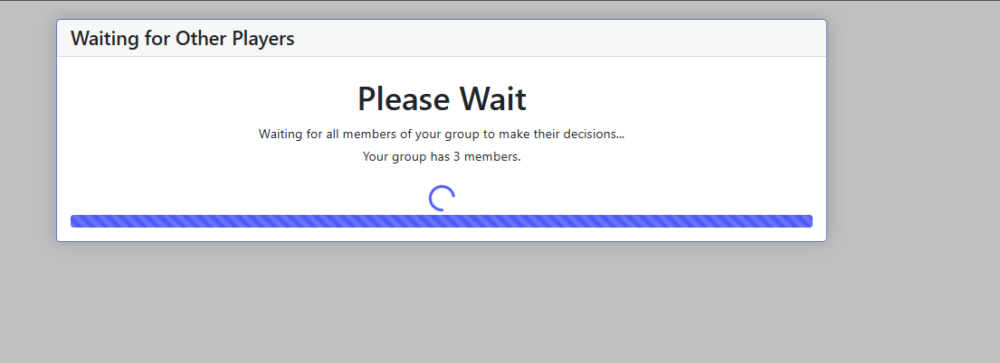 Waiting for Other Players
Please Wait
Waiting for all members of your group to make their decisions...
Your group has 3 members.